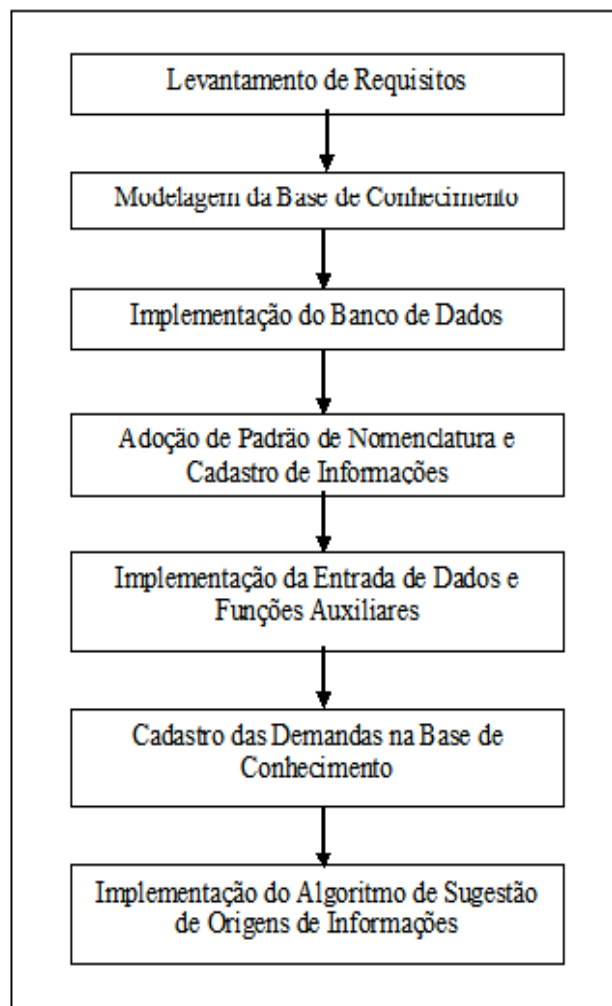 Levantamento de Requisitos
Modelagem da Base de Conhecimento
Implementação do Banco de Dados
Adoção de Padrão de Nomenclatura e
Cadastro de Informações
Implementação da Entrada de Dados e
Funções Auxiliares
Cadastro das Demandas na Base de
Conhecimento
Implementação do Algoritmo de Sugestão
de Origens de Informações